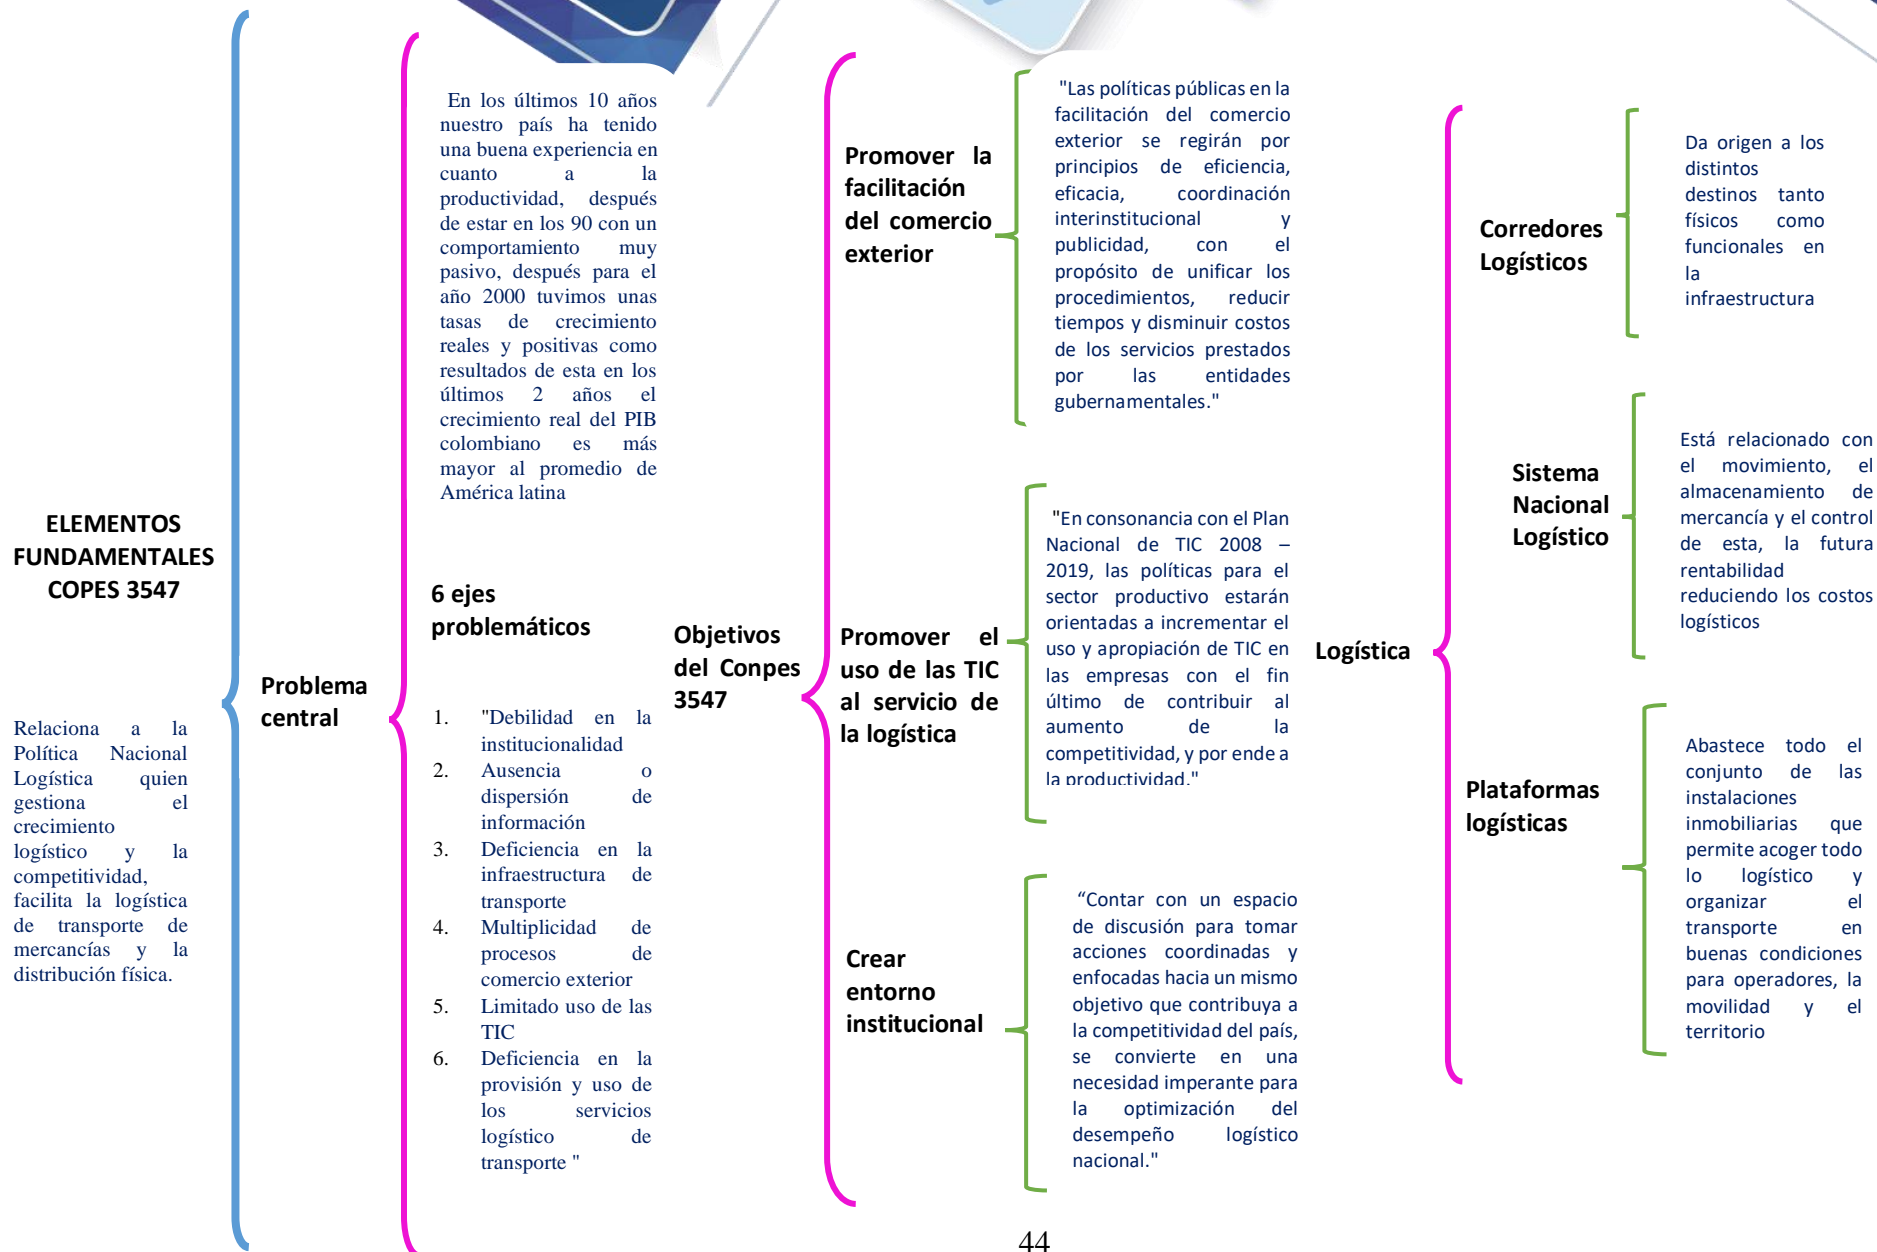 ELEMENTOS
FUNDAMENTALES
COPES 3547
Relaciona a la
Política Nacional
Logística quien
gestiona el
crecimiento
logístico y la
competitividad,
facilita la logística
de transporte de
mercancías y la
distribución física.
Problema
central
En los últimos 10 años
nuestro país ha tenido
una buena experiencia en
cuanto a la
productividad, después
de estar en los 90 con un
comportamiento muy
pasivo, después para el
año 2000 tuvimos unas
tasas de crecimiento
reales y positivas como
resultados de esta en los
últimos 2 años el
crecimiento real del PIB
colombiano es más
mayor al promedio de
América latina
6 ejes
problemáticos
1. "Debilidad en la
institucionalidad
2. Ausencia o
dispersión de
información
3. Deficiencia en la
infraestructura de
transporte
4. Multiplicidad de
procesos de
comercio exterior
5. Limitado uso de las
TIC
6. Deficiencia en la
provisión y uso de
los servicios
logístico de
transporte "
Objetivos
del Conpes
3547
Promover la
facilitación
del comercio
exterior
"Las políticas públicas en la
facilitación del comercio
exterior se regirán por
principios de eficiencia,
eficacia, coordinación
interinstitucional y
publicidad, con el
propósito de unificar los
procedimientos, reducir
tiempos y disminuir costos
de los servicios prestados
por las entidades
gubernamentales."
Promover el
uso de las TIC
al servicio de
la logística
"En consonancia con el Plan
Nacional de TIC 2008 –
2019, las políticas para el
sector productivo estarán
orientadas a incrementar el
uso y apropiación de TIC en
las empresas con el fin
último de contribuir al
aumento de la
competitividad, y por ende a
la productividad."
Crear
entorno
institucional
“Contar con un espacio
de discusión para tomar
acciones coordinadas y
enfocadas hacia un mismo
objetivo que contribuya a
la competitividad del país,
se convierte en una
necesidad imperante para
la optimización del
desempeño logístico
nacional."
Logística
Corredores
Logísticos
Da origen a los
distintos
destinos tanto
físicos como
funcionales en
la
infraestructura
Sistema
Nacional
Logístico
Está relacionado con
el movimiento, el
almacenamiento de
mercancía y el control
de esta, la futura
rentabilidad
reduciendo los costos
logísticos
Plataformas
logísticas
Abastece todo el
conjunto de las
instalaciones
inmobiliarias que
permite acoger todo
lo logístico y
organizar el
transporte en
buenas condiciones
para operadores, la
movilidad y el
territorio
44